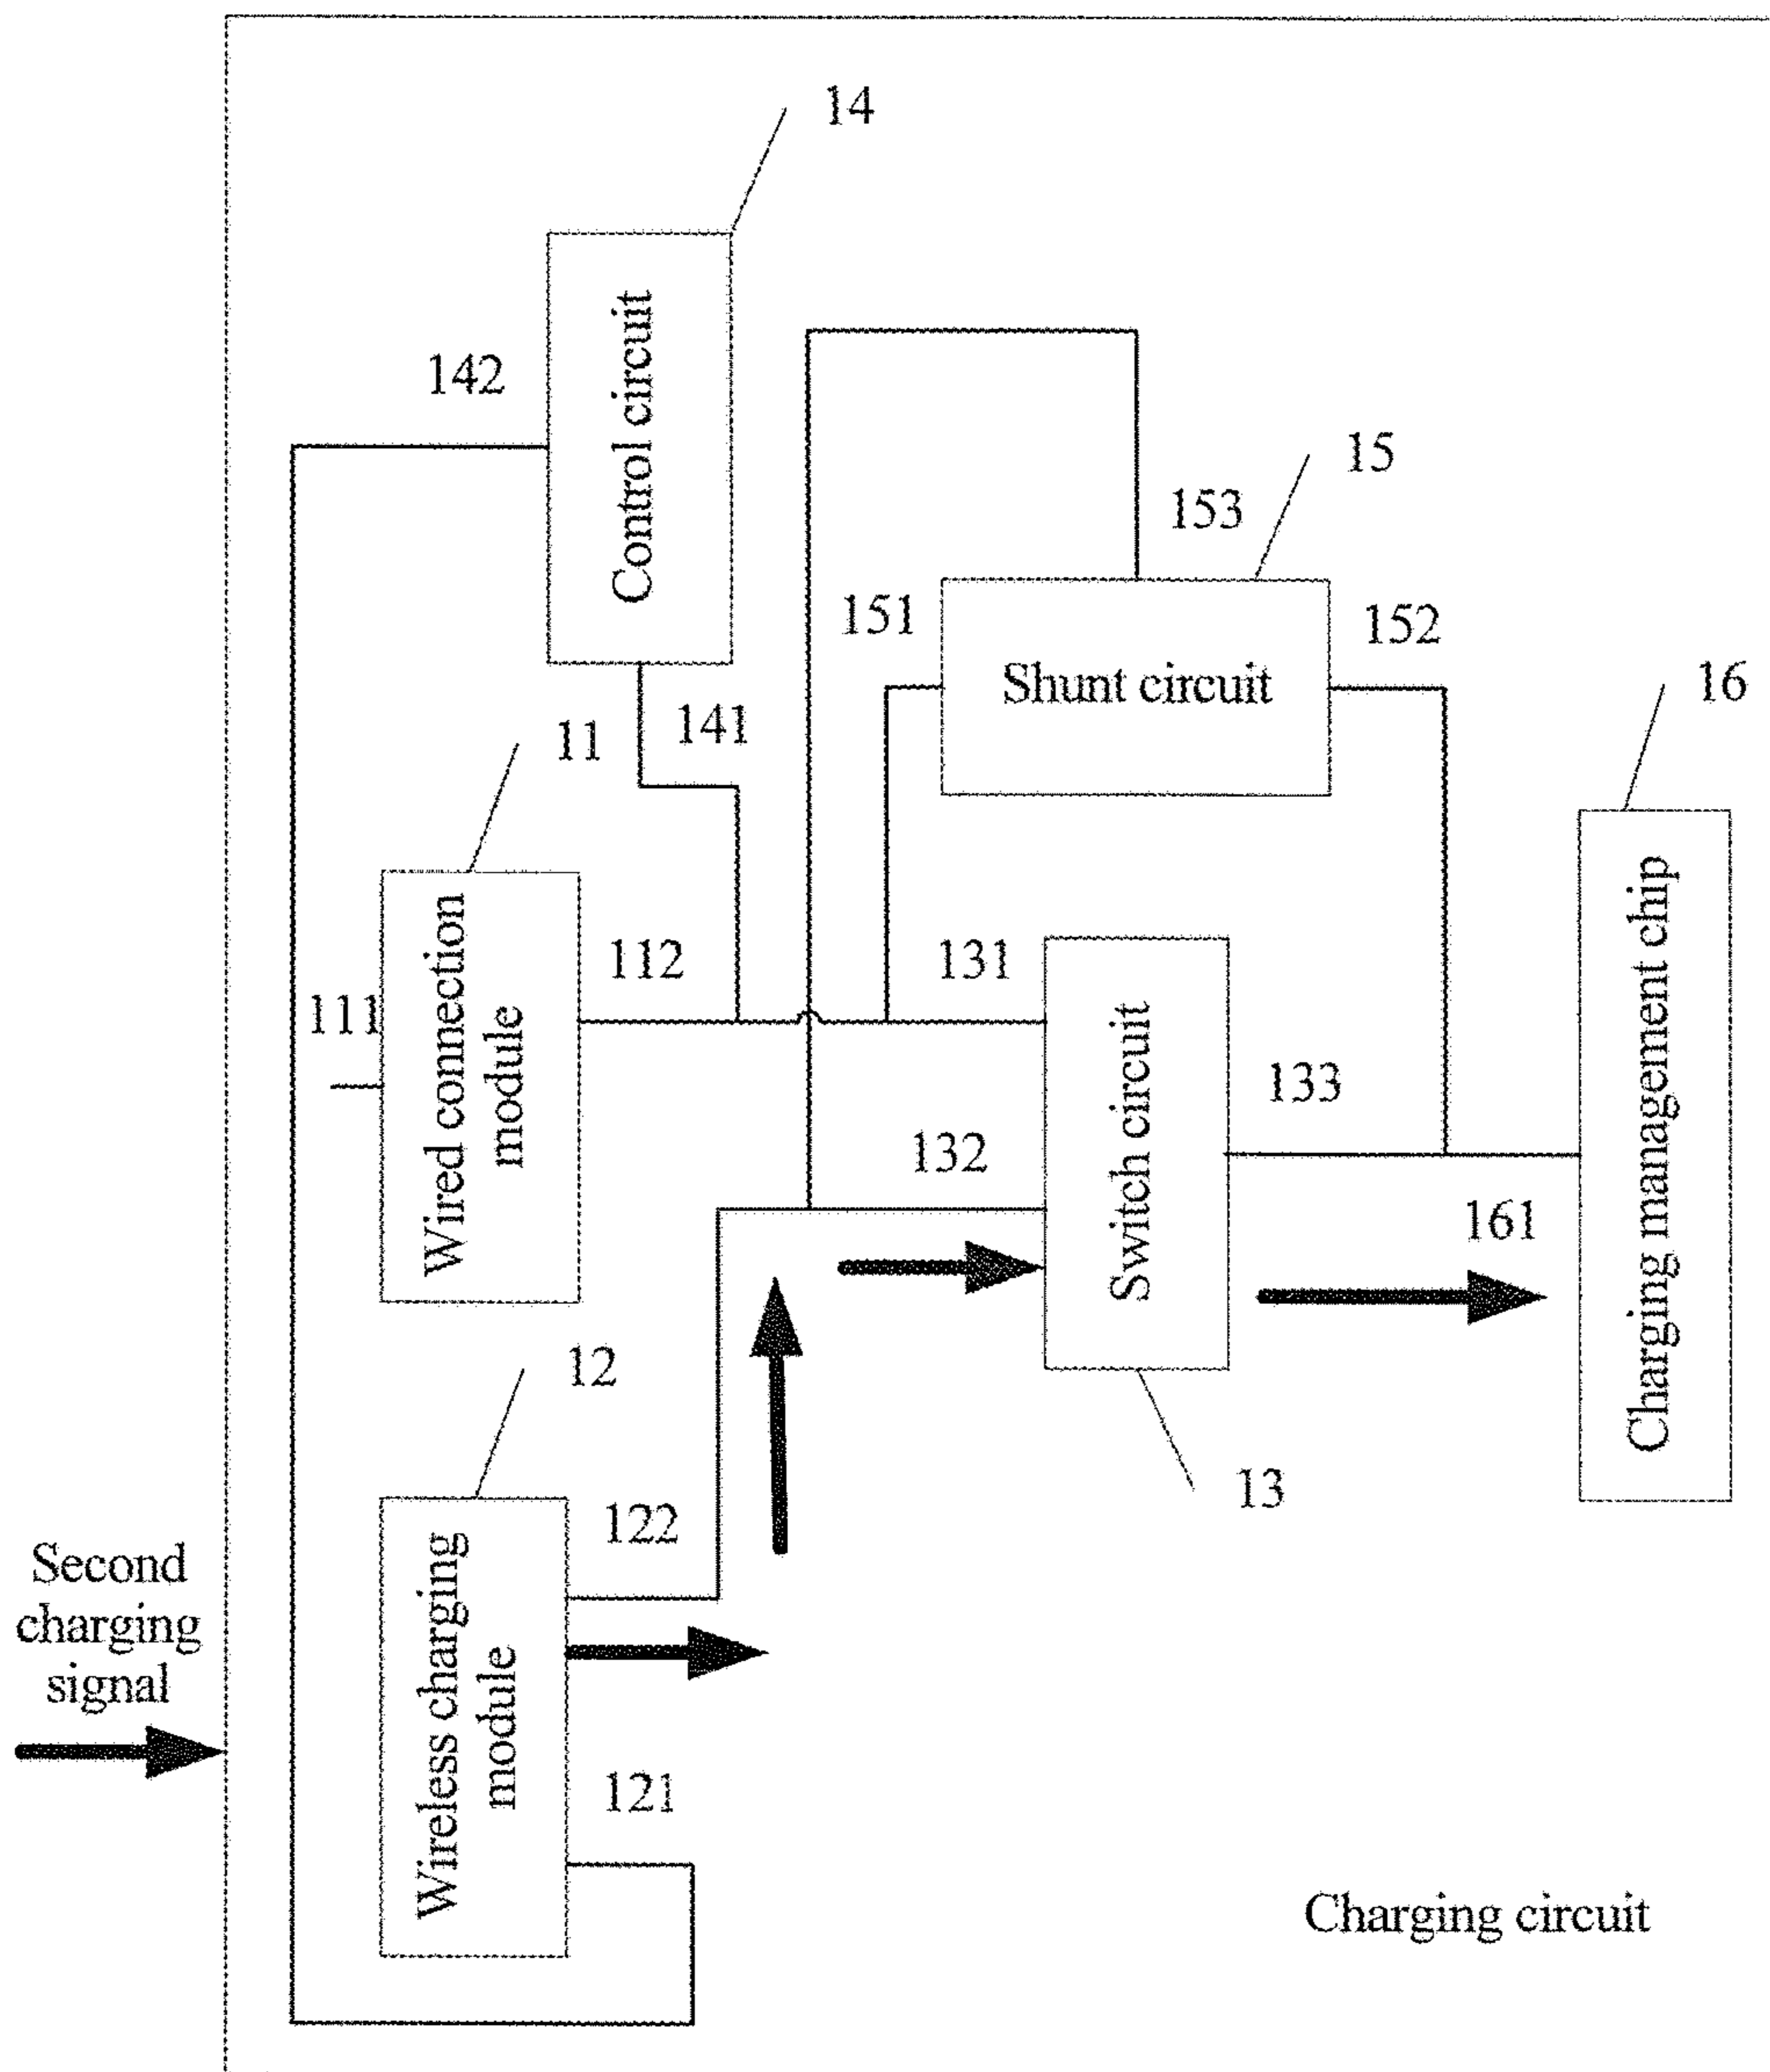 14
Control circuit
142
15
153
151
152
Shunt circuit
16
11
141
Wired connection
module
112
131
111
Switch circuit
133
Charging management chip
132
161
12
13
122
Second
charging
signal
Wireless charging
module
121
Charging circuit